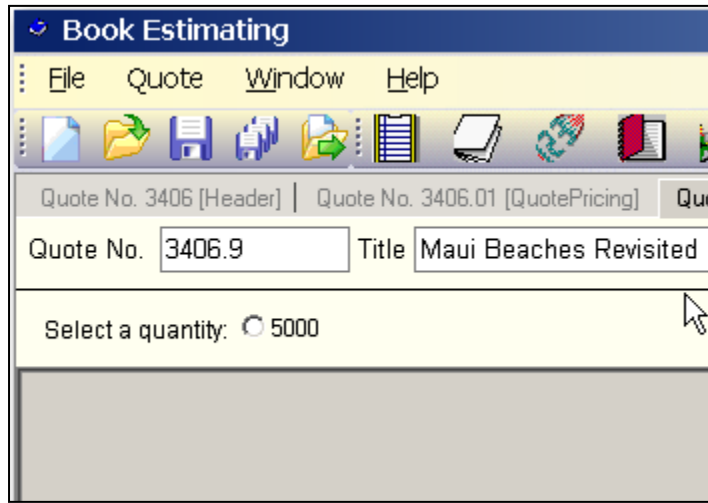 Book Estimating
File Quote Window Help
Quote No. 3406 [Header] Quote No. 3406.01 [QuotePricing]
Quote No. 3406.9 Title Maui Beaches Revisited
Select a quantity: 5000